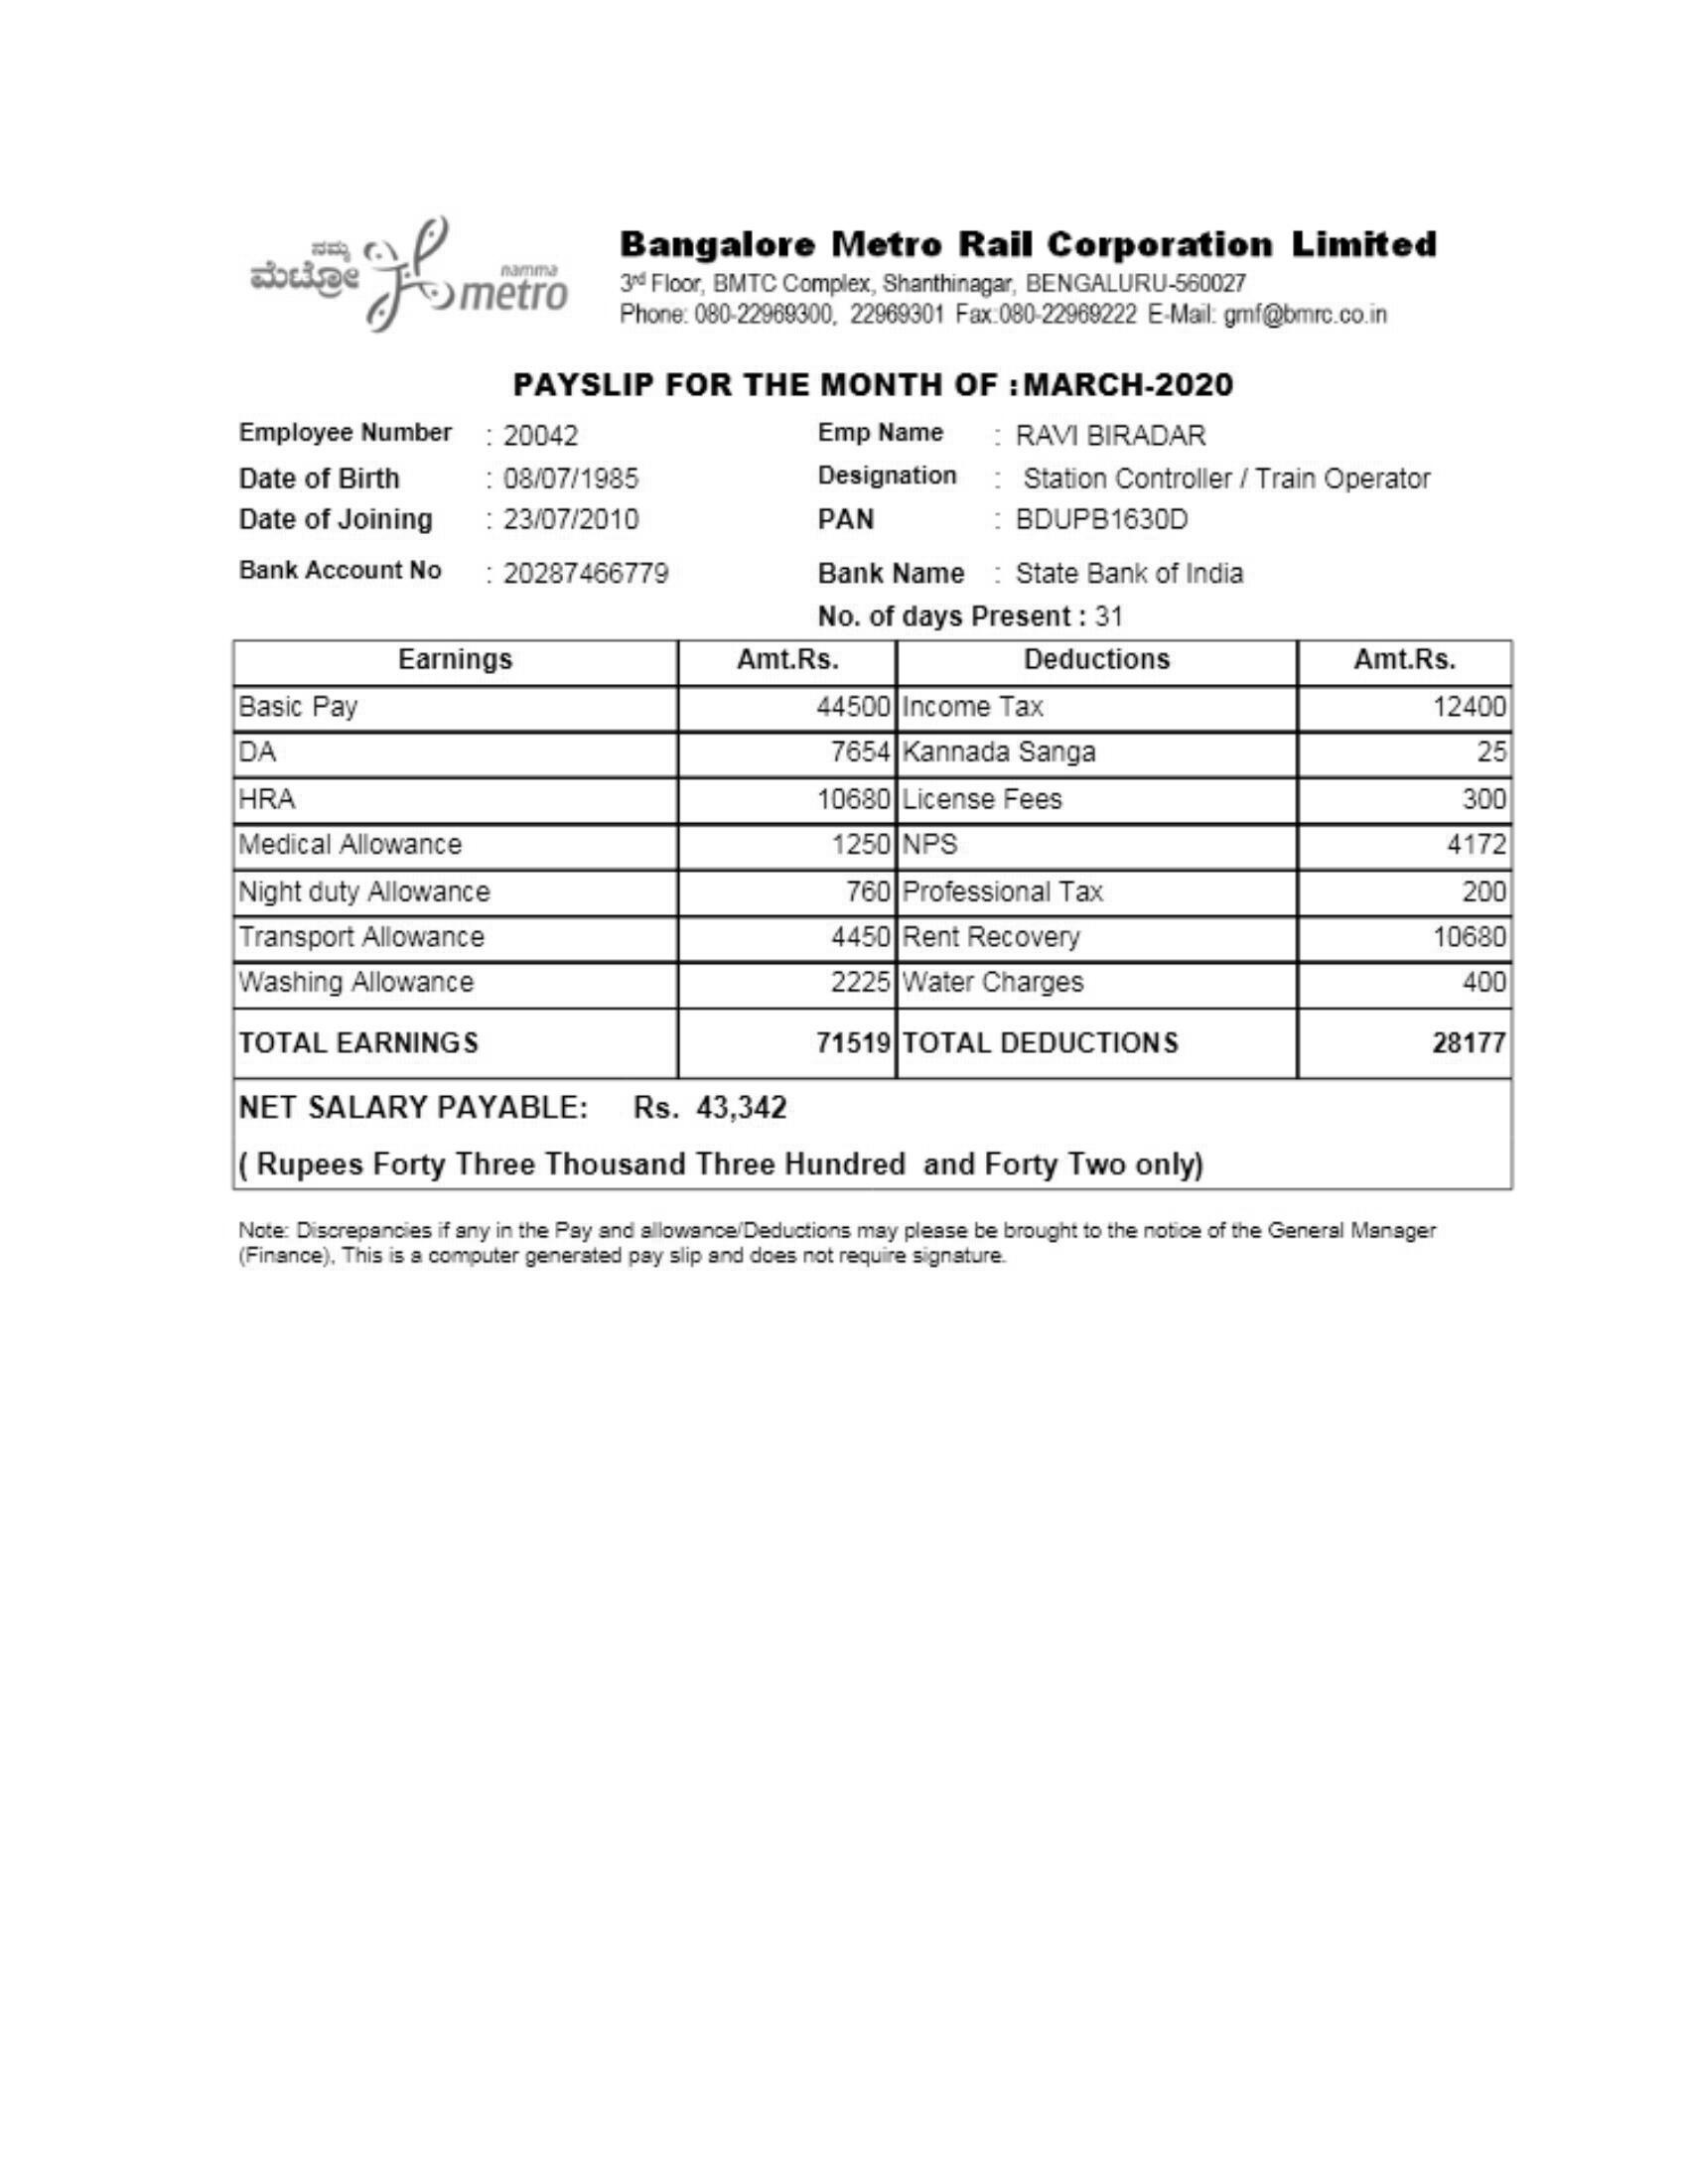 ನಮ್ಮ
ಮೆಟ್ರೋ
namma
metro
Bangalore Metro Rail Corporation Limited
3rd Floor, BMTC Complex, Shanthinagar, BENGALURU-560027
Phone: 080-22969300, 22969301 Fax:080-22969222 E-Mail: gmf@bmrc.co.in
PAYSLIP FOR THE MONTH OF :MARCH-2020
Employee Number : 20042 Emp Name : RAVI BIRADAR
Date of Birth : 08/07/1985 Designation : Station Controller / Train Operator
Date of Joining : 23/07/2010 PAN : BDUPB1630D
Bank Account No : 20287466779 Bank Name : State Bank of India
No. of days Present : 31
Earnings Amt.Rs. Deductions Amt.Rs.
Basic Pay 44500 Income Tax 12400
DA 7654 Kannada Sanga 25
HRA 10680 License Fees 300
Medical Allowance 1250 NPS 4172
Night duty Allowance 760 Professional Tax 200
Transport Allowance 4450 Rent Recovery 10680
Washing Allowance 2225 Water Charges 400
TOTAL EARNINGS 71519 TOTAL DEDUCTIONS 28177
NET SALARY PAYABLE: Rs. 43,342
( Rupees Forty Three Thousand Three Hundred and Forty Two only)
Note: Discrepancies if any in the Pay and allowance/Deductions may please be brought to the notice of the General Manager
(Finance), This is a computer generated pay slip and does not require signature.